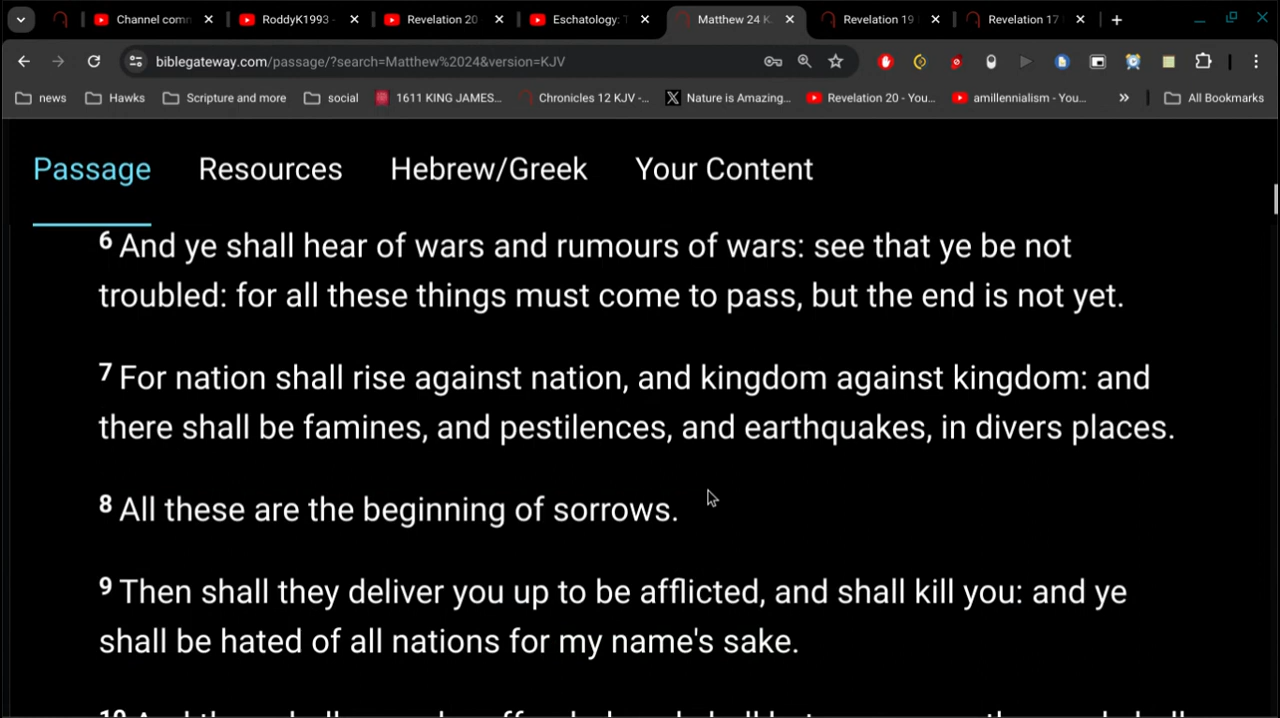 Channel comm RoddyK1993 - Revelation 20 Eschatology: T Matthew 24 K Revelation 19 Revelation 17
biblegateway.com/passage/?search=Matthew%2024&version=KJV
news Hawks Scripture and more social 1611 KING JAMES... Chronicles 12 KJV -... Nature is Amazing... Revelation 20 - You... amillennialism - You... » All Bookmarks
Passage Resources Hebrew/Greek Your Content
6 And ye shall hear of wars and rumours of wars: see that ye be not
troubled: for all these things must come to pass, but the end is not yet.
7 For nation shall rise against nation, and kingdom against kingdom: and
there shall be famines, and pestilences, and earthquakes, in divers places.
8 All these are the beginning of sorrows.
9 Then shall they deliver you up to be afflicted, and shall kill you: and ye
shall be hated of all nations for my name's sake.